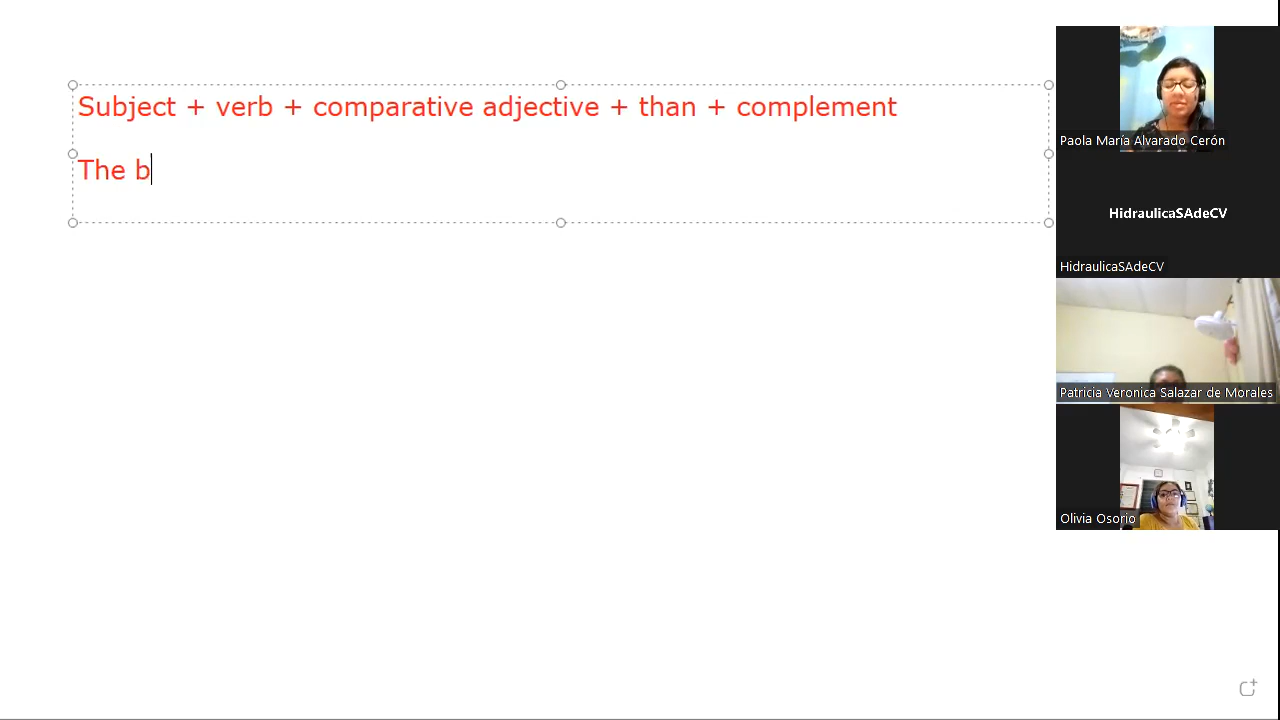 Subject + verb + comparative adjective + than + complement
The b
Paola María Alvarado Cerón
HidraulicaSAdeCV
HidraulicaSAdeCV
Patricia Veronica Salazar de Morales
Olivia Osorio